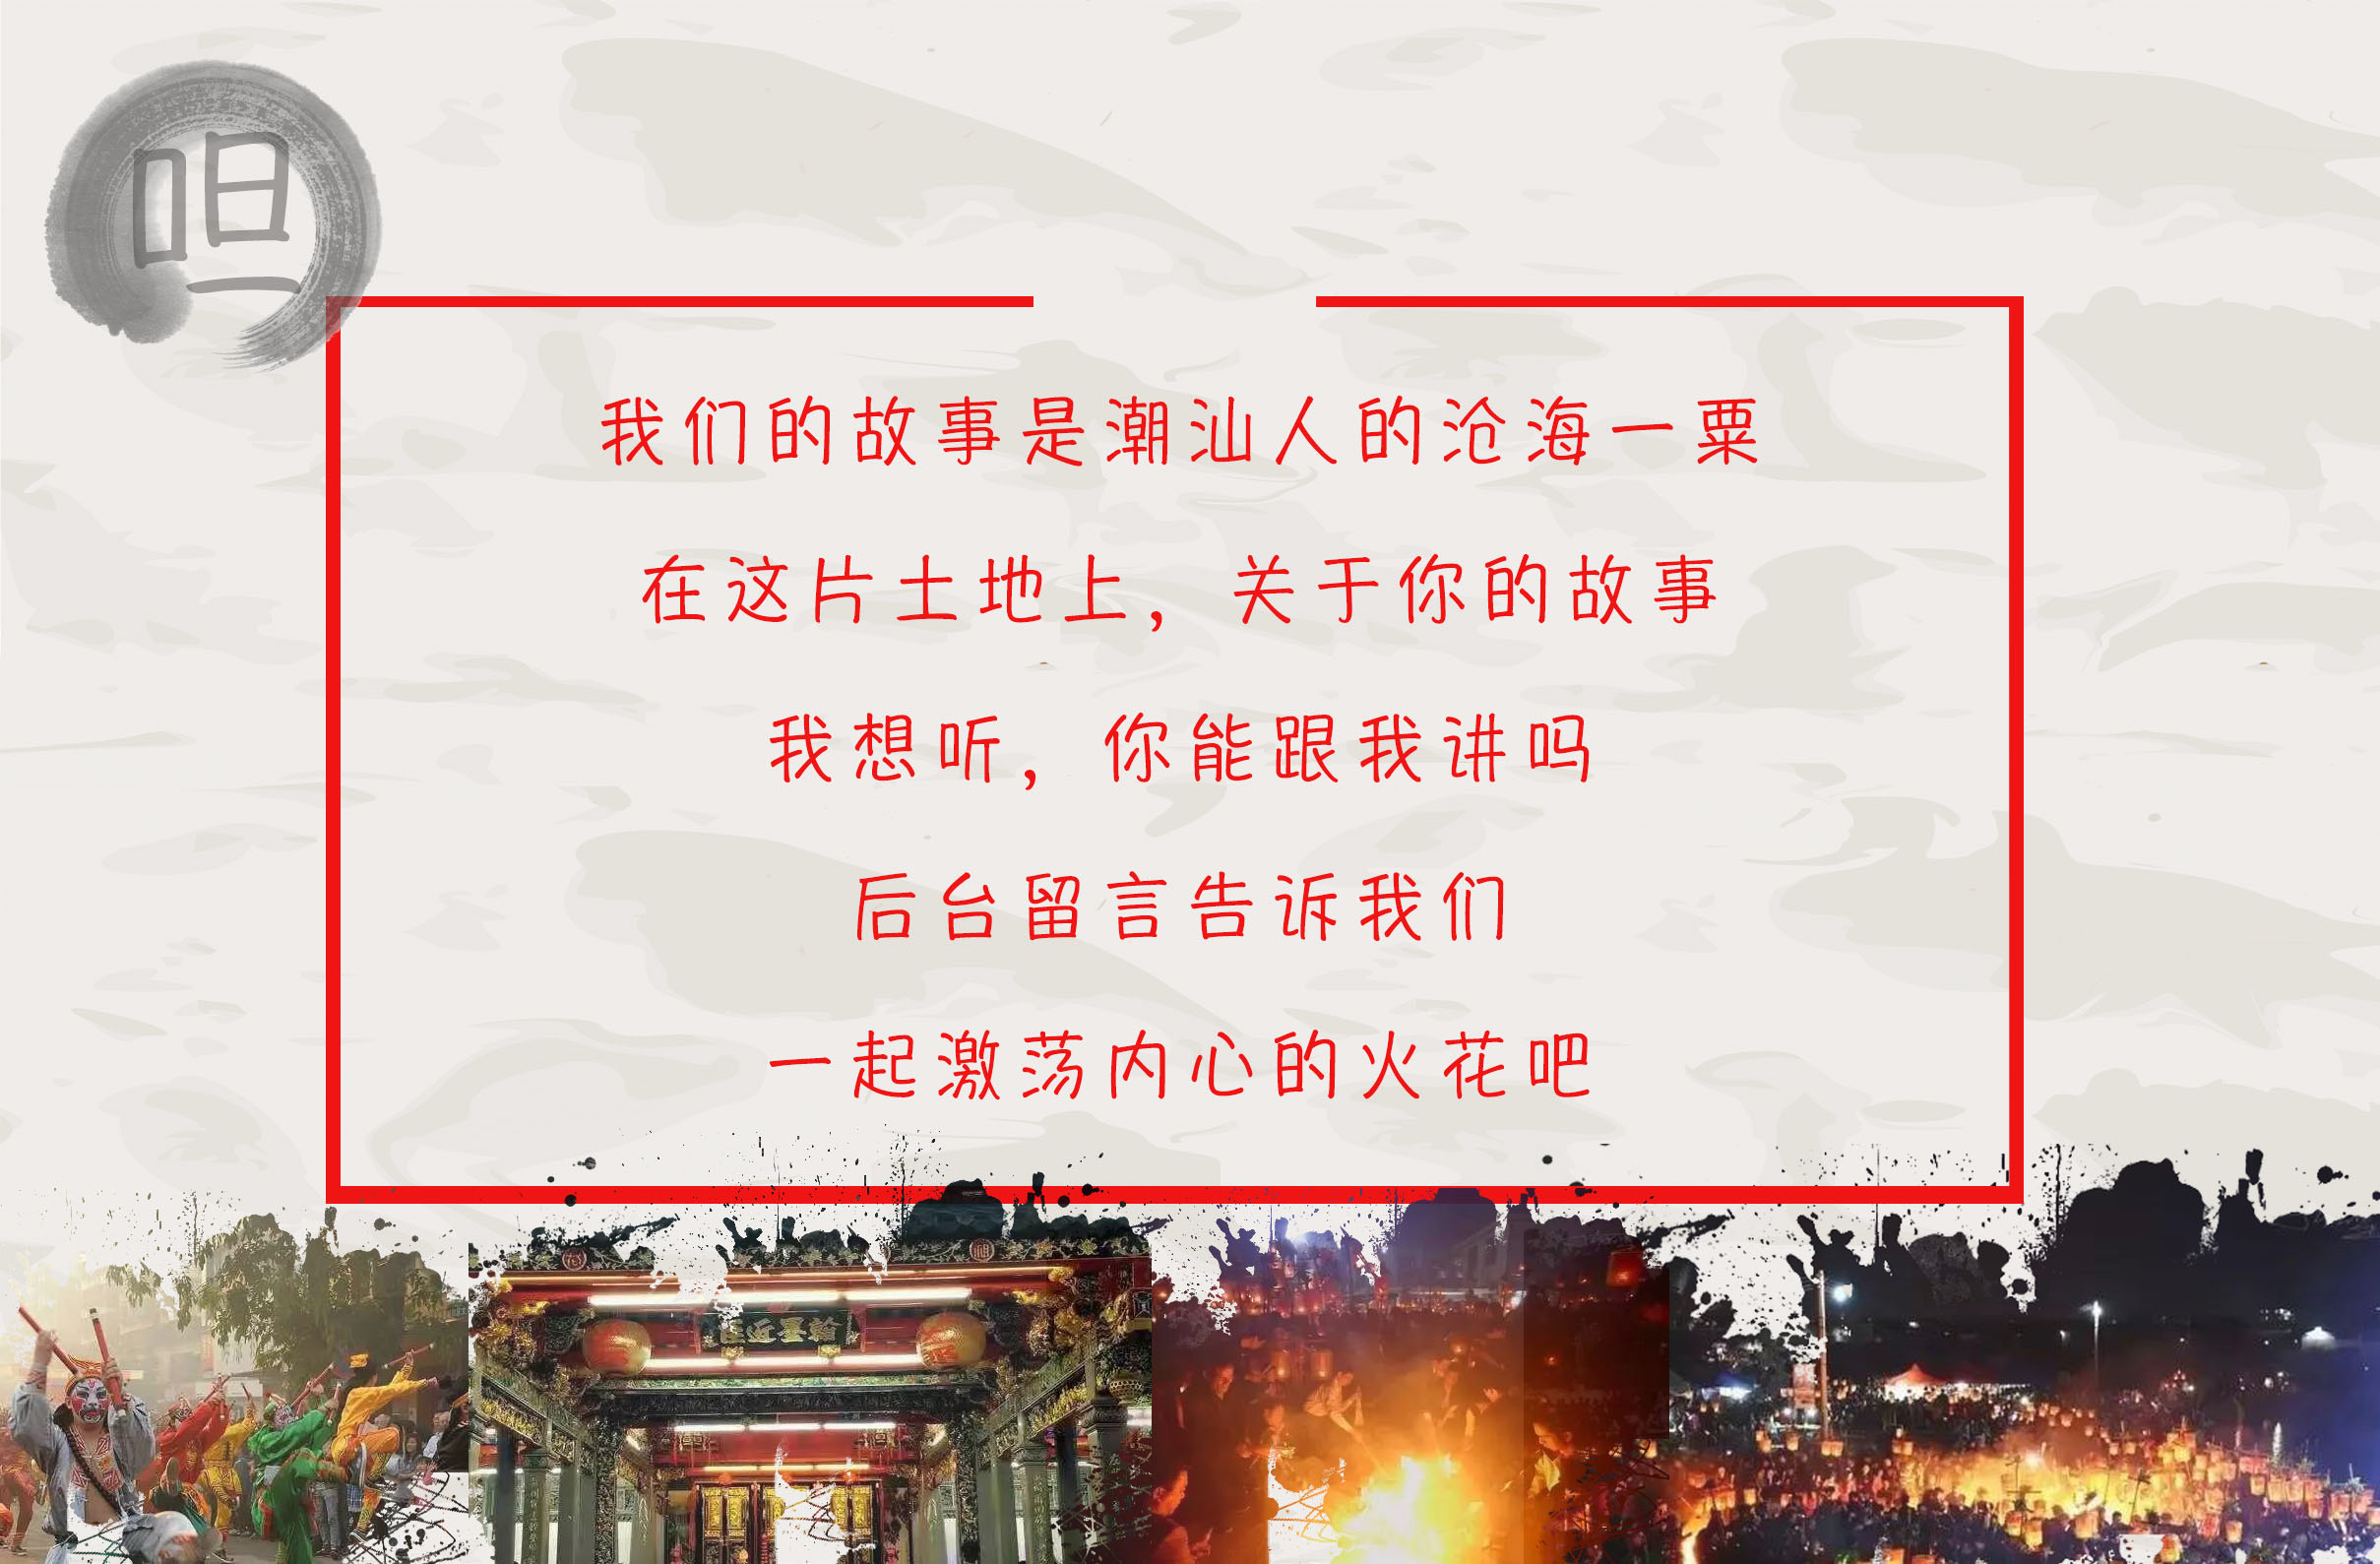 呾
我们的故事是潮汕人的沧海一粟
在这片土地上，关于你的故事
我想听，你能跟我讲吗
后台留言告诉我们
一起激荡内心的火花吧